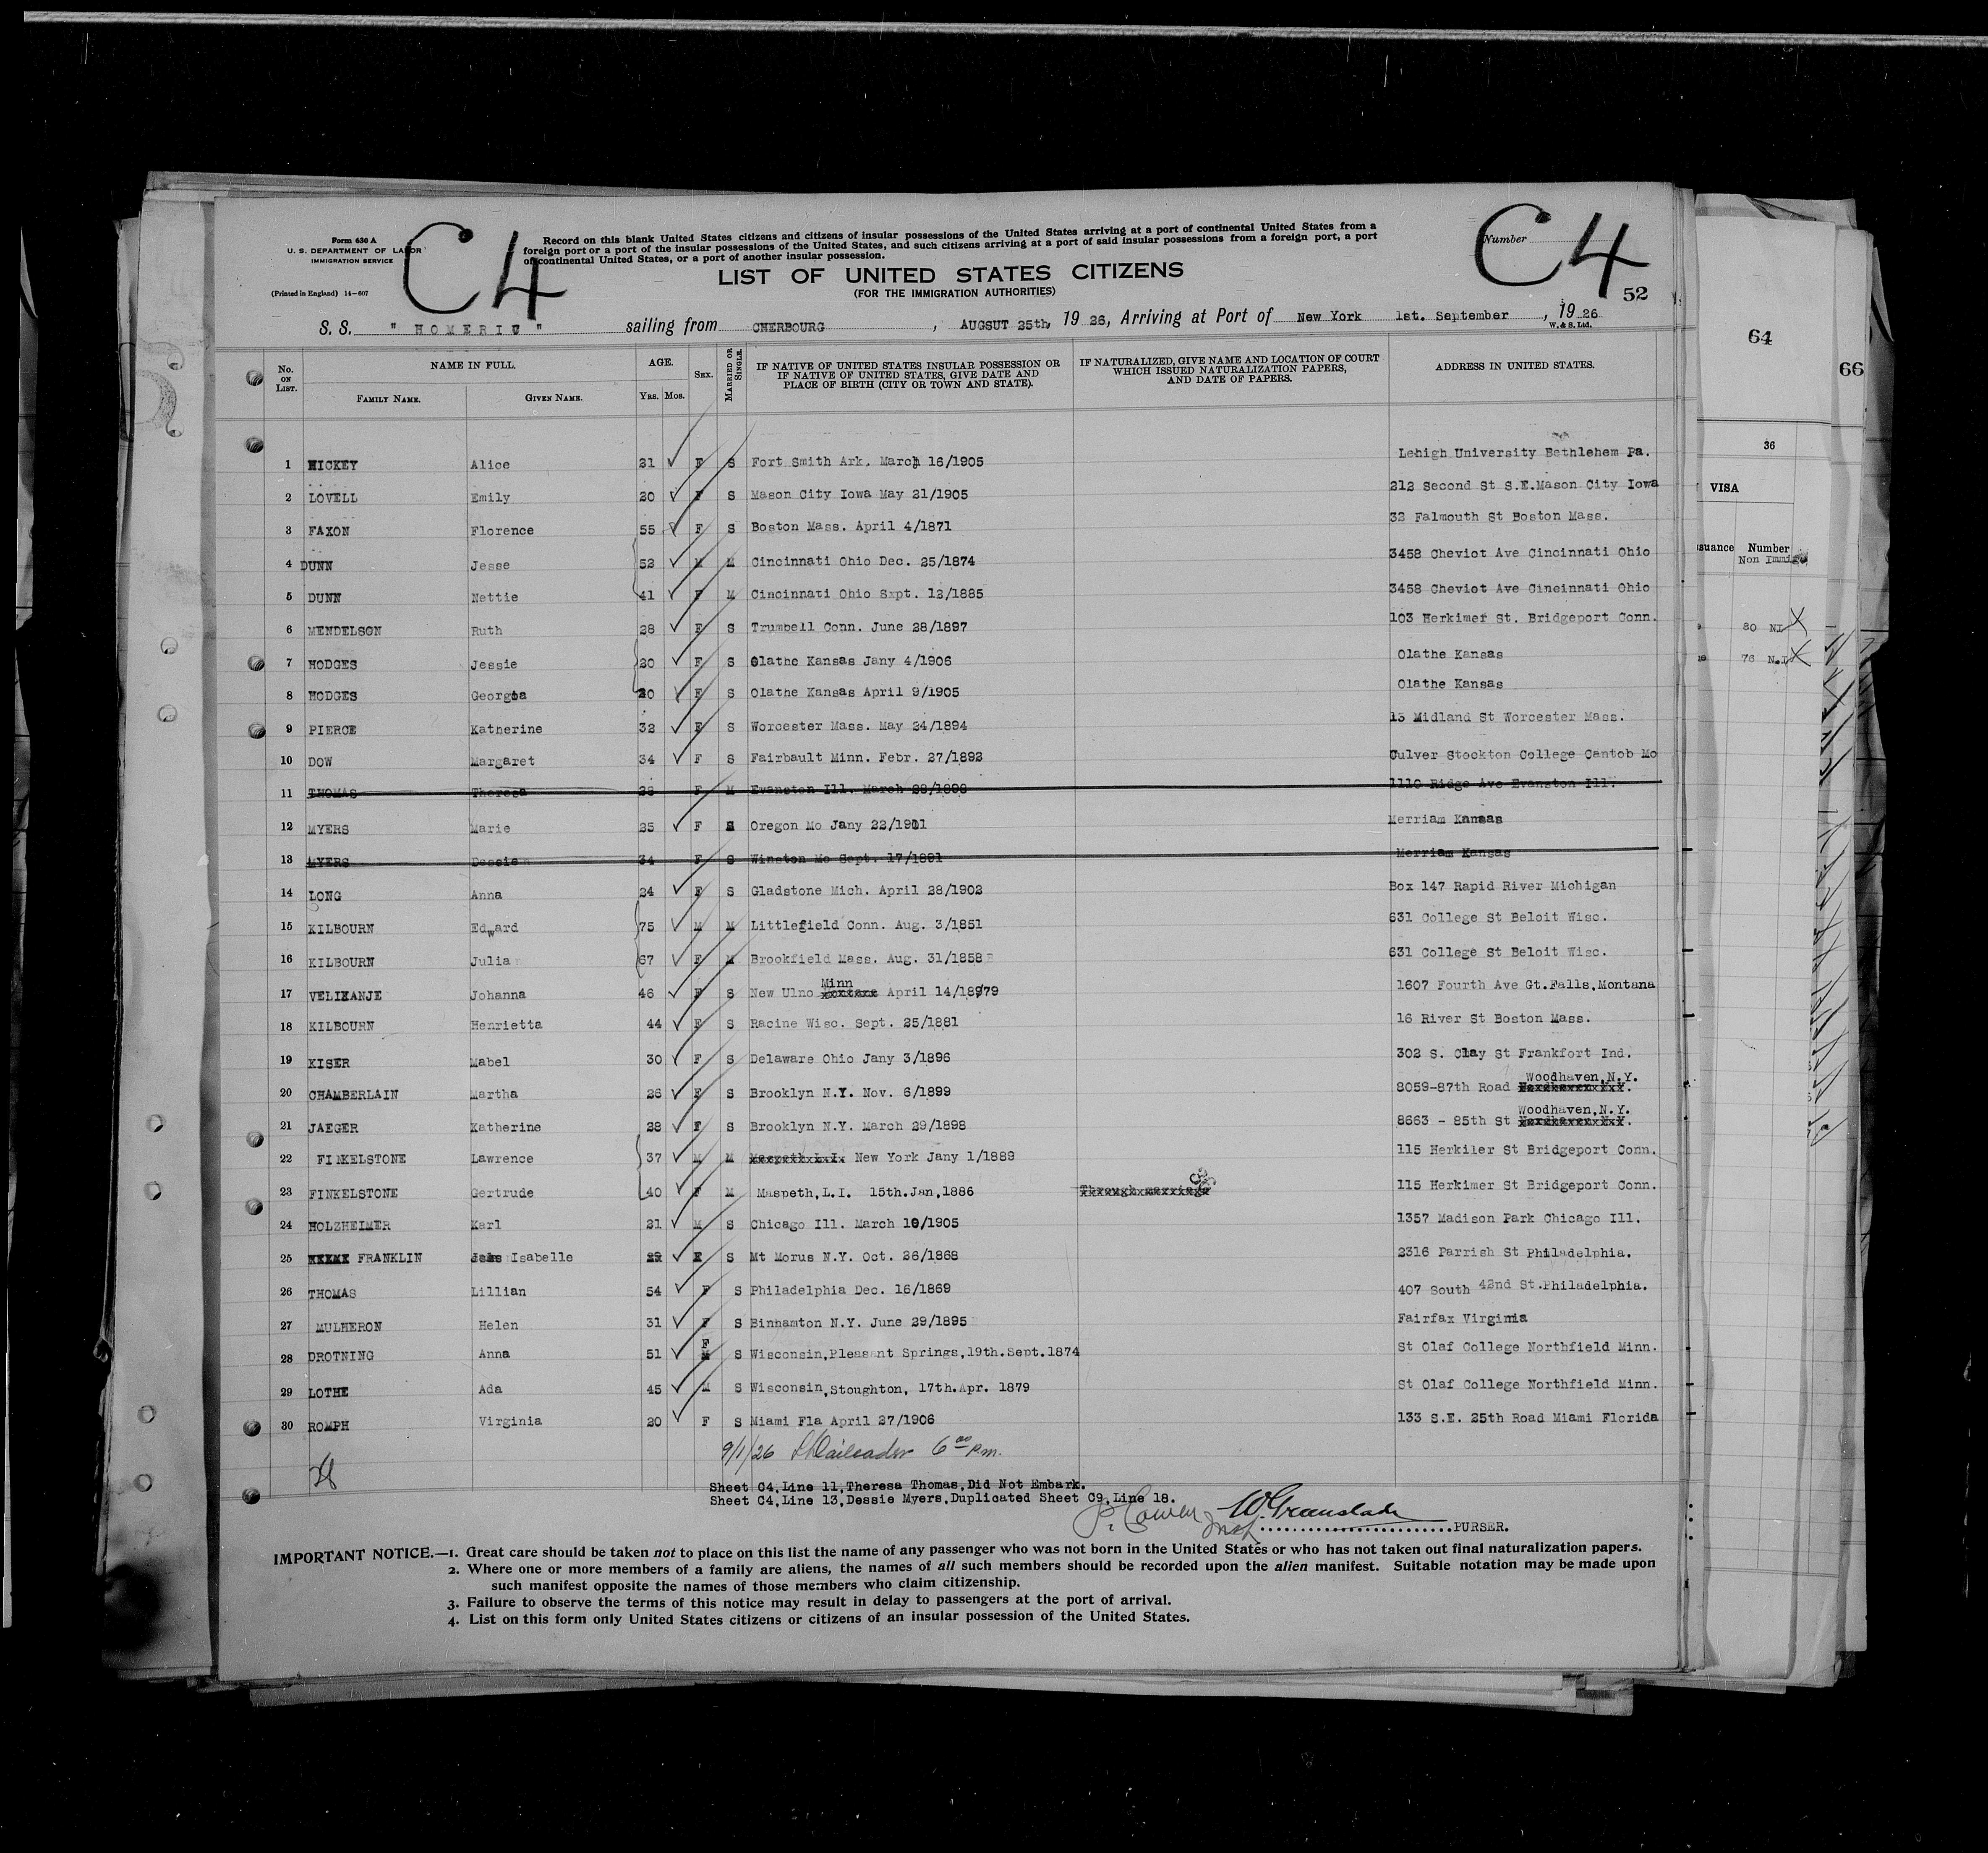 Form 630 A
U. S. DEPARTMENT OF LABOR
IMMIGRATION SERVICE
(Printed in England) 14—607
C4
Record on this blank United States citizens and citizens of insular possessions of the United States arriving at a port of continental United States from a
foreign port or a port of the insular possessions of the United States, and such citizens arriving at a port of said insular possessions from a foreign port, a port
of continental United States, or a port of another insular possession.
Number
C4
52
LIST OF UNITED STATES CITIZENS
(FOR THE IMMIGRATION AUTHORITIES)
S. S. " HOMERIC " sailing from CHERBOURG , AUGSUT 25th, 19 26, Arriving at Port of New York 1st. September , 19 26
W. & S. Ltd.
No. ON LIST. NAME IN FULL. AGE. SEX. MARRIED OR SINGLE. IF NATIVE OF UNITED STATES INSULAR POSSESSION OR IF NATIVE OF UNITED STATES, GIVE DATE AND PLACE OF BIRTH (CITY OR TOWN AND STATE). IF NATURALIZED, GIVE NAME AND LOCATION OF COURT WHICH ISSUED NATURALIZATION PAPERS, AND DATE OF PAPERS. ADDRESS IN UNITED STATES.
FAMILY NAME. GIVEN NAME. YRS. MOS.
1 HICKEY Alice 21 F S Fort Smith Ark. March 16/1905 Lehigh University Bethlehem Pa.
2 LOVELL Emily 20 F S Mason City Iowa May 21/1905 212 Second St S.E.Mason City Iowa
3 FAXON Florence 55 F S Boston Mass. April 4/1871 32 Falmouth St Boston Mass.
4 DUNN Jesse 52 M M Cincinnati Ohio Dec. 25/1874 3458 Cheviot Ave Cincinnati Ohio
5 DUNN Nettie 41 F M Cincinnati Ohio Sept. 12/1885 3458 Cheviot Ave Cincinnati Ohio
6 MENDELSON Ruth 28 F S Trumbell Conn. June 28/1897 103 Herkimer St. Bridgeport Conn.
7 HODGES Jessie 20 F S Olathe Kansas Jany 4/1906 Olathe Kansas
8 HODGES Georgia 20 F S Olathe Kansas April 9/1905 Olathe Kansas
9 PIERCE Katherine 32 F S Worcester Mass. May 24/1894 13 Midland St Worcester Mass.
10 DOW Margaret 34 F S Fairbault Minn. Febr. 27/1892 Culver Stockton College Cantob Mo
11 THOMAS Theresa 28 F M Evanston Ill. March 28/1898 1110 Ridge Ave Evanston Ill.
12 MYERS Marie 25 F S Oregon Mo Jany 22/1901 Merriam Kansas
13 MYERS Dessie 34 F S Winston Mo Sept. 17/1891 Merriam Kansas
14 LONG Anna 24 F S Gladstone Mich. April 28/1902 Box 147 Rapid River Michigan
15 KILBOURN Edward 75 M M Littlefield Conn. Aug. 3/1851 631 College St Beloit Wisc.
16 KILBOURN Julia 67 F M Brookfield Mass. Aug. 31/1858 631 College St Beloit Wisc.
17 VELIKANJE Johanna 46 F S New Ulno Minn April 14/1879 1607 Fourth Ave Gt.Falls,Montana
18 KILBOURN Henrietta 44 F S Racine Wisc. Sept. 25/1881 16 River St Boston Mass.
19 KISER Mabel 30 F S Delaware Ohio Jany 3/1896 302 S. Clay St Frankfort Ind.
20 CHAMBERLAIN Martha 26 F S Brooklyn N.Y. Nov. 6/1899 8059-87th Road Woodhaven,N.Y.
21 JAEGER Katherine 28 F S Brooklyn N.Y. March 29/1898 8663 - 85th St Woodhaven,N.Y.
22 FINKELSTONE Lawrence 37 M M New York Jany 1/1889 115 Herkiler St Bridgeport Conn.
23 FINKELSTONE Gertrude 40 F M Maspeth,L.I. 15th.Jan,1886 115 Herkimer St Bridgeport Conn.
24 HOLZHEIMER Karl 21 M S Chicago Ill. March 10/1905 1357 Madison Park Chicago Ill.
25 FRANKLIN Isabelle S Mt Morus N.Y. Oct. 26/1868 2316 Parrish St Philadelphia.
26 THOMAS Lillian 54 F S Philadelphia Dec. 16/1869 407 South 42nd St.Philadelphia.
27 MULHERON Helen 31 F S Binhamton N.Y. June 29/1895 Fairfax Virginia
28 DROTNING Anna 51 F S Wisconsin,Pleasant Springs,19th.Sept.1874 St Olaf College Northfield Minn.
29 LOTHE Ada 45 M S Wisconsin,Stoughton, 17th.Apr. 1879 St Olaf College Northfield Minn.
30 ROMPH Virginia 20 F S Miami Fla April 27/1906 133 S.E. 25th Road Miami Florida
9/1/26 6 00 P.m.
28
Sheet C4,Line 11,Theresa Thomas,Did Not Embark.
Sheet C4,Line 13,Dessie Myers,Duplicated Sheet C9,Line 18.
PURSER.
IMPORTANT NOTICE.—1. Great care should be taken not to place on this list the name of any passenger who was not born in the United States or who has not taken out final naturalization papers.
2. Where one or more members of a family are aliens, the names of all such members should be recorded upon the alien manifest. Suitable notation may be made upon
such manifest opposite the names of those members who claim citizenship.
3. Failure to observe the terms of this notice may result in delay to passengers at the port of arrival.
4. List on this form only United States citizens or citizens of an insular possession of the United States.
64
66
36
VISA
suance Number
Non Immig
80 NI
76 N.I